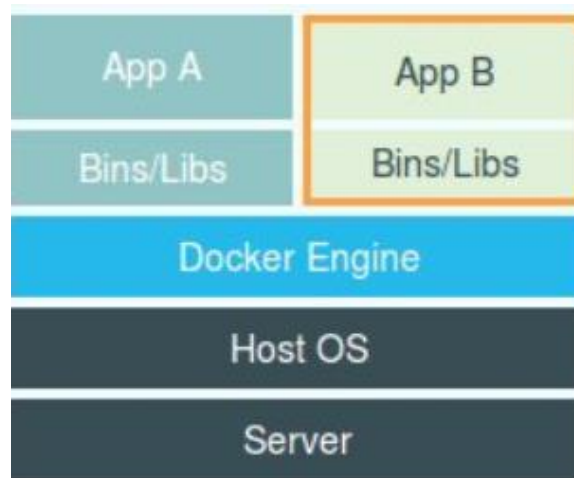 App A
App B
Bins/Libs
Bins/Libs
Docker Engine
Host OS
Server